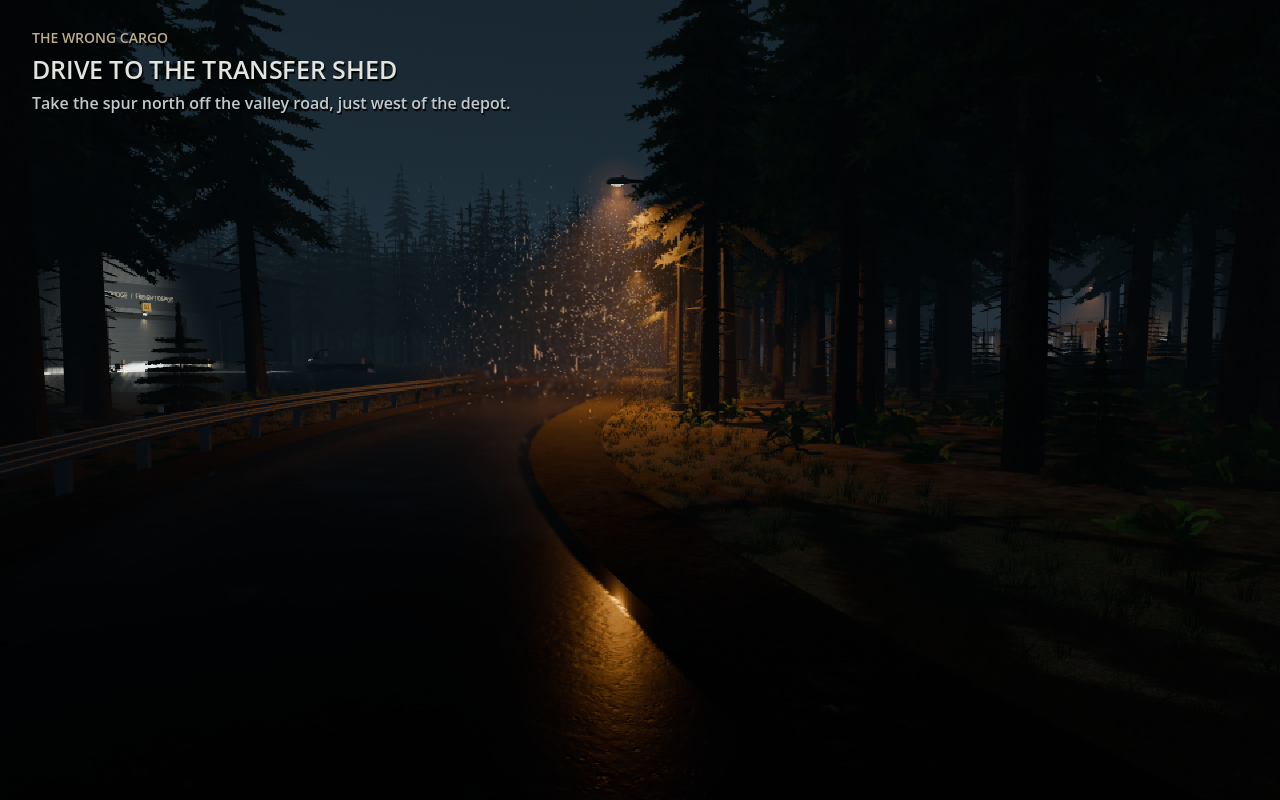 THE WRONG CARGO
DRIVE TO THE TRANSFER SHED
Take the spur north off the valley road, just west of the depot.